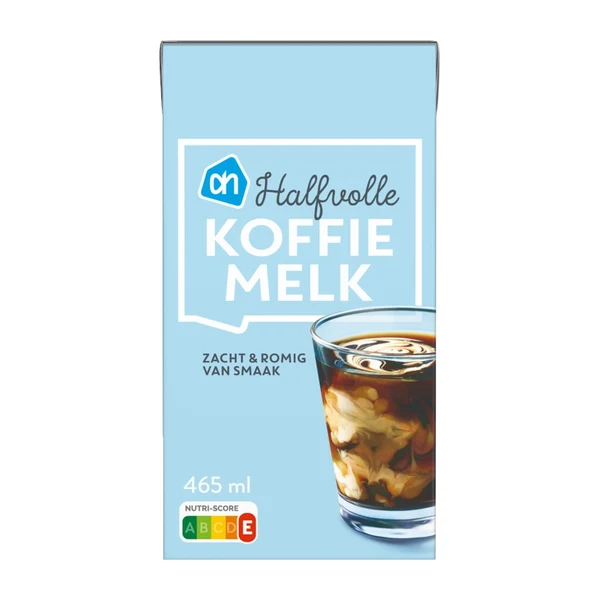 ah Halfvolle
KOFFIE
MELK
ZACHT & ROMIG
VAN SMAAK
465 ml
NUTRI-SCORE
A B C D E